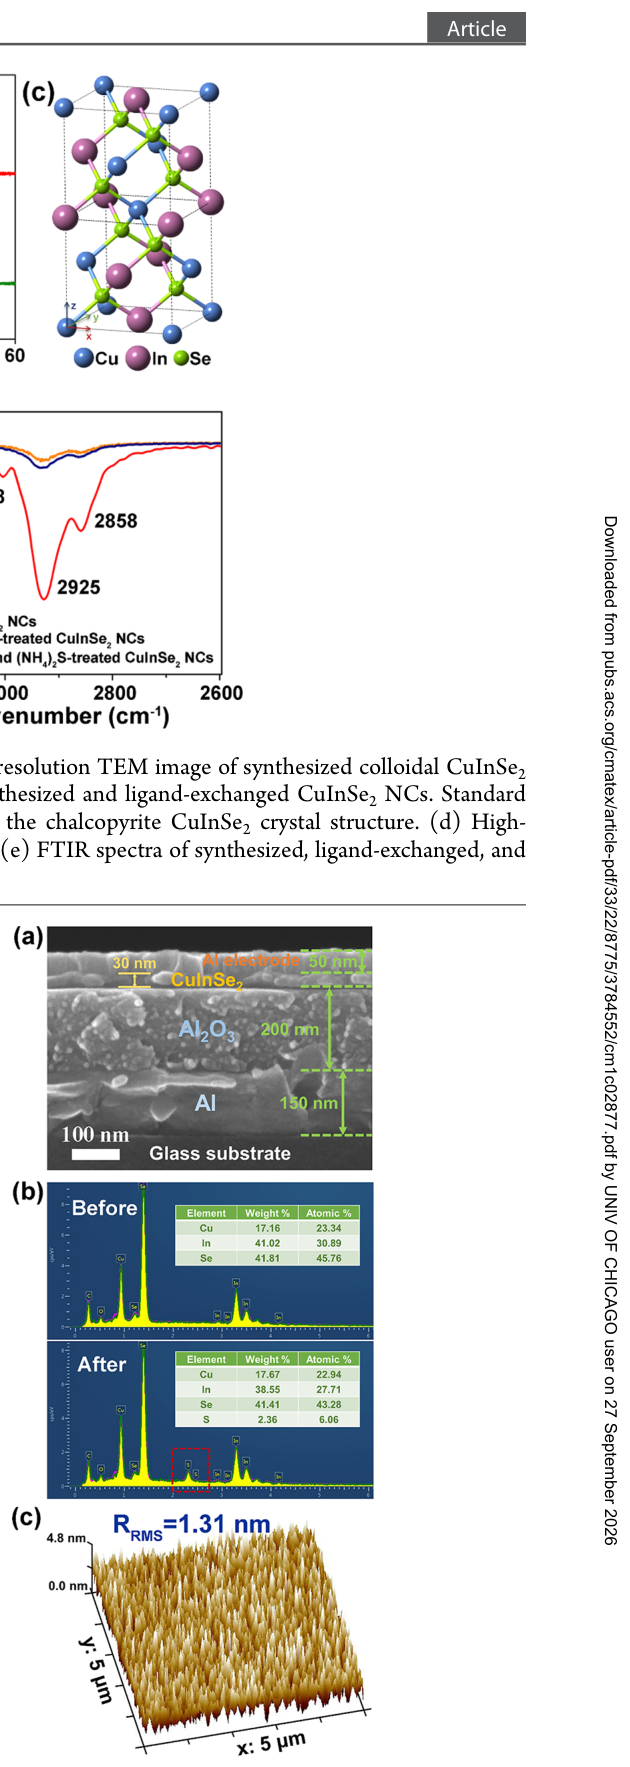 Article
(c)
z
y
x
60
Cu In Se
2858
2925
2 NCs
-treated CuInSe2 NCs
nd (NH4)2S-treated CuInSe2 NCs
000 2800 2600
venumber (cm-1)
resolution TEM image of synthesized colloidal CuInSe2
thesized and ligand-exchanged CuInSe2 NCs. Standard
the chalcopyrite CuInSe2 crystal structure. (d) High-
(e) FTIR spectra of synthesized, ligand-exchanged, and
(a)
30 nm Al electrode 50 nm
CuInSe2
Al2O3 200 nm
Al 150 nm
100 nm
Glass substrate
(b)
Before
Element Weight % Atomic %
Cu 17.16 23.34
In 41.02 30.89
Se 41.81 45.76
After
Element Weight % Atomic %
Cu 17.67 22.94
In 38.55 27.71
Se 41.41 43.28
S 2.36 6.06
(c)
RRMS=1.31 nm
4.8 nm
0.0 nm
y: 5 µm
x: 5 µm
Downloaded from pubs.acs.org/cmatex/article-pdf/33/22/8775/3784552/cm1c02877.pdf by UNIV OF CHICAGO user on 27 September 2026